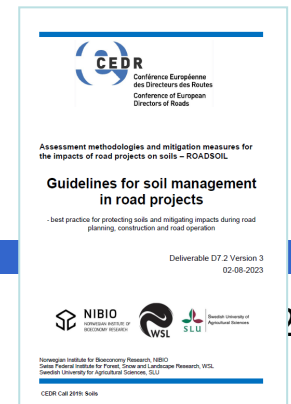 CEDR
Conférence Européenne
des Directeurs des Routes
Conference of European
Directors of Roads
Assessment methodologies and mitigation measures for
the impacts of road projects on soils – ROADSOIL
Guidelines for soil management
in road projects
- best practice for protecting soils and mitigating impacts during road
planning, construction and road operation
Deliverable D7.2 Version 3
02-08-2023
NIBIO
NORWEGIAN INSTITUTE OF
BIOECONOMY RESEARCH
WSL
SLU
Swedish University of
Agricultural Sciences
Norwegian Institute for Bioeconomy Research, NIBIO
Swiss Federal Institute for Forest, Snow and Landscape Research, WSL
Swedish University for Agricultural Sciences, SLU
CEDR Call 2019: Soils